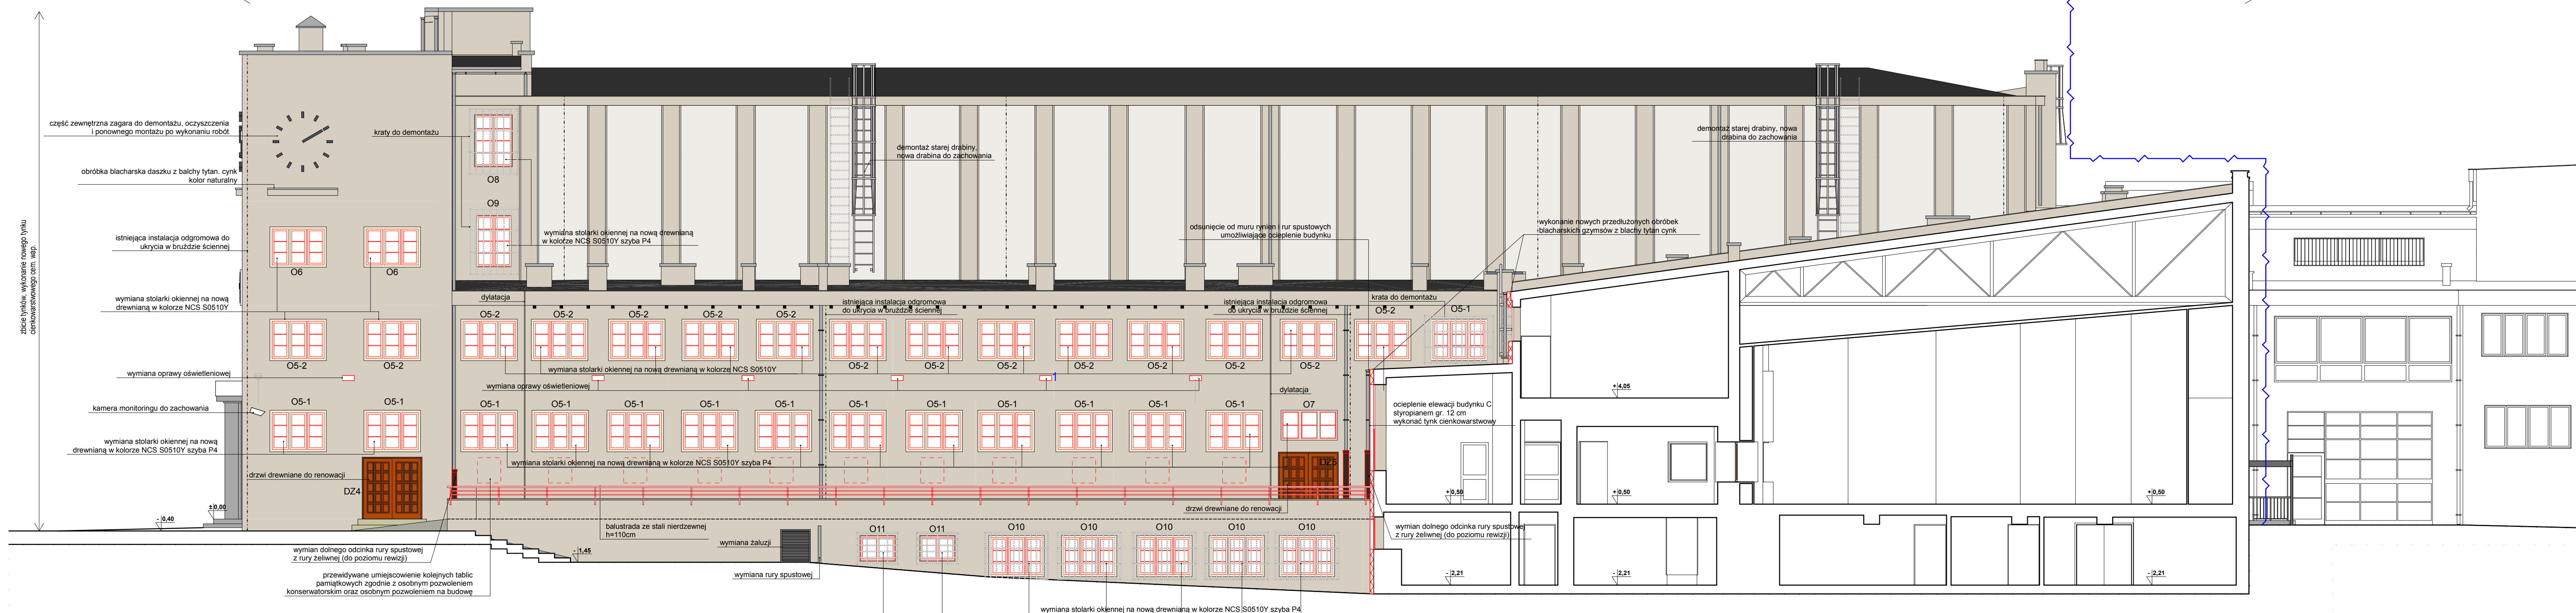 zbicie tynków, wykonanie nowego tynku
cienkowarstwowego cem. wap.
część zewnętrzna zagara do demontażu, oczyszczenia
i ponownego montażu po wykonaniu robót
obróbka blacharska daszku z balchy tytan. cynk
kolor naturalny
istniejąca instalacja odgromowa do
ukrycia w bruździe ściennej
wymiana stolarki okiennej na nową
drewnianą w kolorze NCS S0510Y
wymiana oprawy oświetleniowej
kamera monitoringu do zachowania
wymiana stolarki okiennej na nową
drewnianą w kolorze NCS S0510Y szyba P4
drzwi drewniane do renowacji
DZ4
±0,00
- 0,40
O6
O6
O5-2
O5-2
O5-1
O5-1
kraty do demontażu
O8
O9
wymiana stolarki okiennej na nową drewnianą
w kolorze NCS S0510Y szyba P4
demontaż starej drabiny,
nowa drabina do zachowania
demontaż starej drabiny, nowa
drabina do zachowania
odsunięcie od muru rynien i rur spustowych
umożliwiające ocieplenie budynku
wykonanie nowych przedłużonych obróbek
blacharskich gzymsów z blachy tytan cynk
dylatacja
istniejąca instalacja odgromowa
do ukrycia w bruździe ściennej
istniejąca instalacja odgromowa
do ukrycia w bruździe ściennej
krata do demontażu
O5-2
O5-2
O5-2
O5-2
O5-2
O5-2
O5-1
O5-2
O5-2
O5-2
O5-2
O5-2
O5-2
O5-2
wymiana stolarki okiennej na nową drewnianą w kolorze NCS S0510Y
wymiana oprawy oświetleniowej
1
dylatacja
O5-1
O5-1
O5-1
O5-1
O5-1
O5-1
O5-1
O5-1
O5-1
O5-1
O5-1
O7
ocieplenie elewacji budynku C
styropianem gr. 12 cm
wykonać tynk cienkowarstwowy
wymiana stolarki okiennej na nową drewnianą w kolorze NCS S0510Y szyba P4
DZ5
drzwi drewniane do renowacji
+ 4,05
+ 0,50
+ 0,50
+ 0,50
balustrada ze stali nierdzewnej
h=110cm
wymiana żaluzji
O11
O11
O10
O10
O10
O10
O10
wymian dolnego odcinka rury spustowej
z rury żeliwnej (do poziomu rewizji)
wymian dolnego odcinka rury spustowej
z rury żeliwnej (do poziomu rewizji)
- 1,45
wymiana rury spustowej
przewidywane umiejscowienie kolejnych tablic
pamiątkowych zgodnie z osobnym pozwoleniem
konserwatorskim oraz osobnym pozwoleniem na budowę
- 2,21
- 2,21
- 2,21
wymiana stolarki okiennej na nową drewnianą w kolorze NCS S0510Y szyba P4